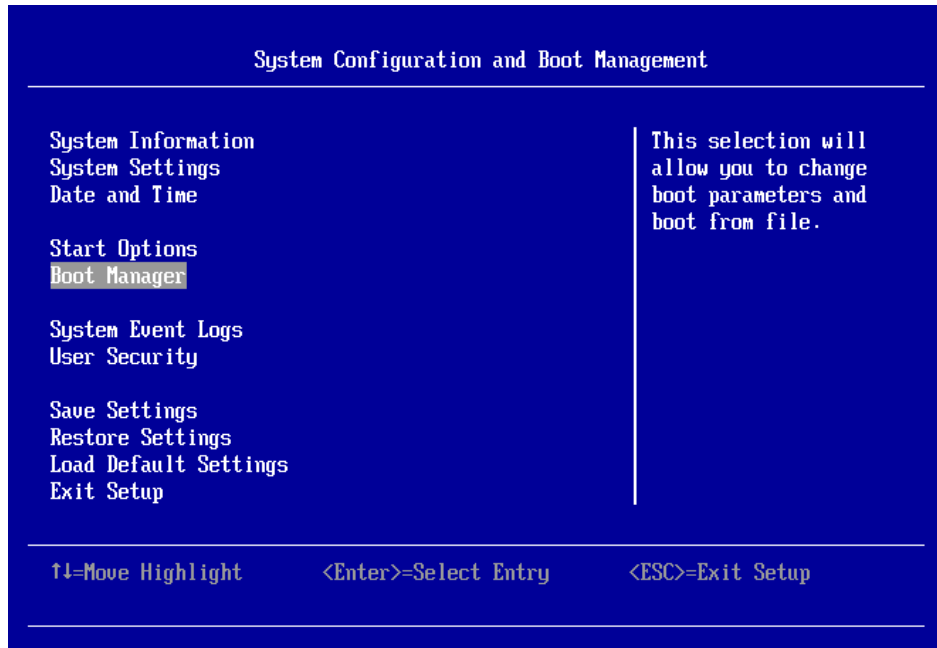 System Configuration and Boot Management
System Information
System Settings
Date and Time
Start Options
Boot Manager
System Event Logs
User Security
Save Settings
Restore Settings
Load Default Settings
Exit Setup
This selection will
allow you to change
boot parameters and
boot from file.
↑↓=Move Highlight <Enter>=Select Entry <ESC>=Exit Setup